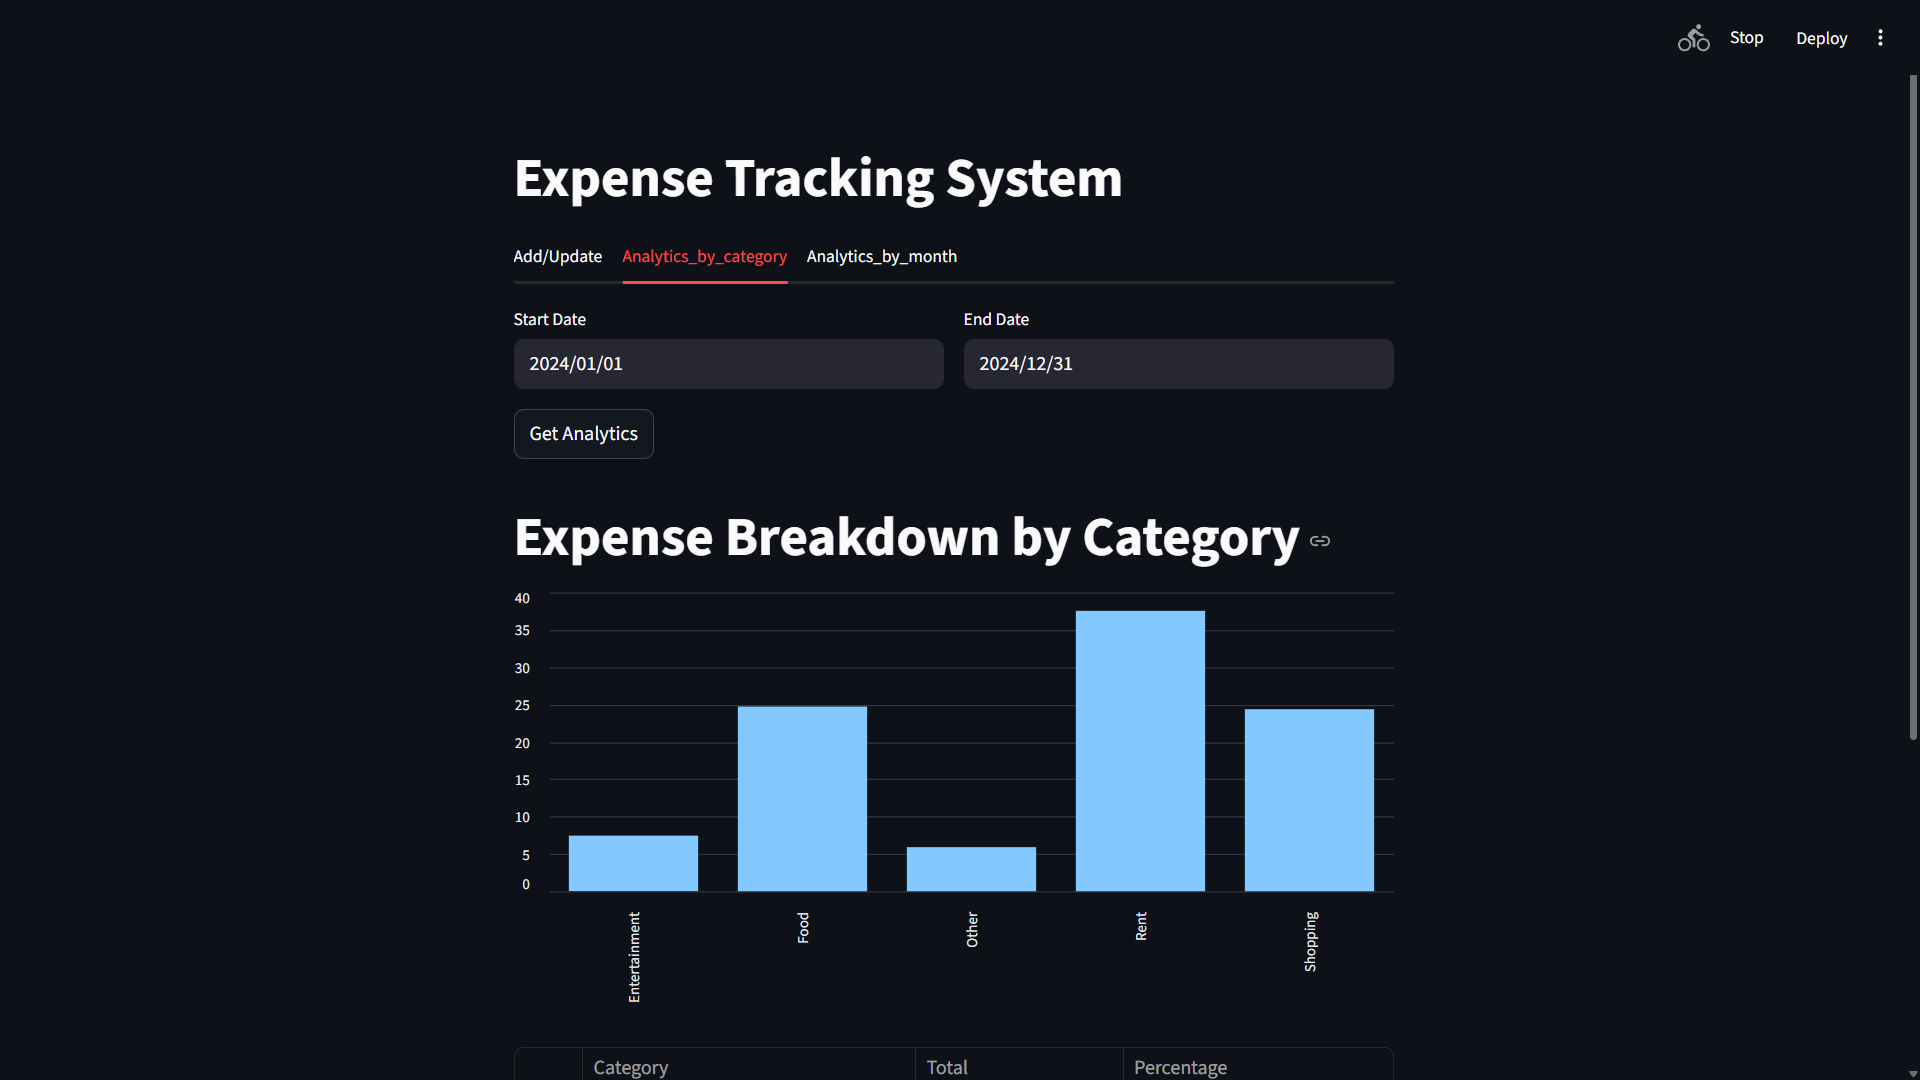 Stop Deploy
Expense Tracking System
Add/Update Analytics_by_category Analytics_by_month
Start Date End Date
2024/01/01 2024/12/31
Get Analytics
Expense Breakdown by Category
40
35
30
25
20
15
10
5
0
Entertainment Food Other Rent Shopping
Category Total Percentage